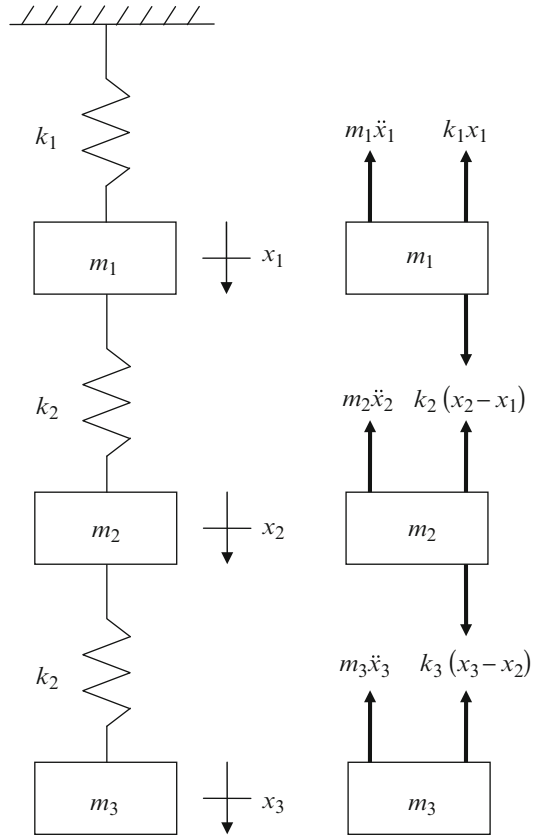 k₁
m₁ẍ₁ k₁x₁
m₁ x₁ m₁
k₂ m₂ẍ₂ k₂ (x₂ − x₁)
m₂ x₂ m₂
k₂ m₃ẍ₃ k₃ (x₃ − x₂)
m₃ x₃ m₃